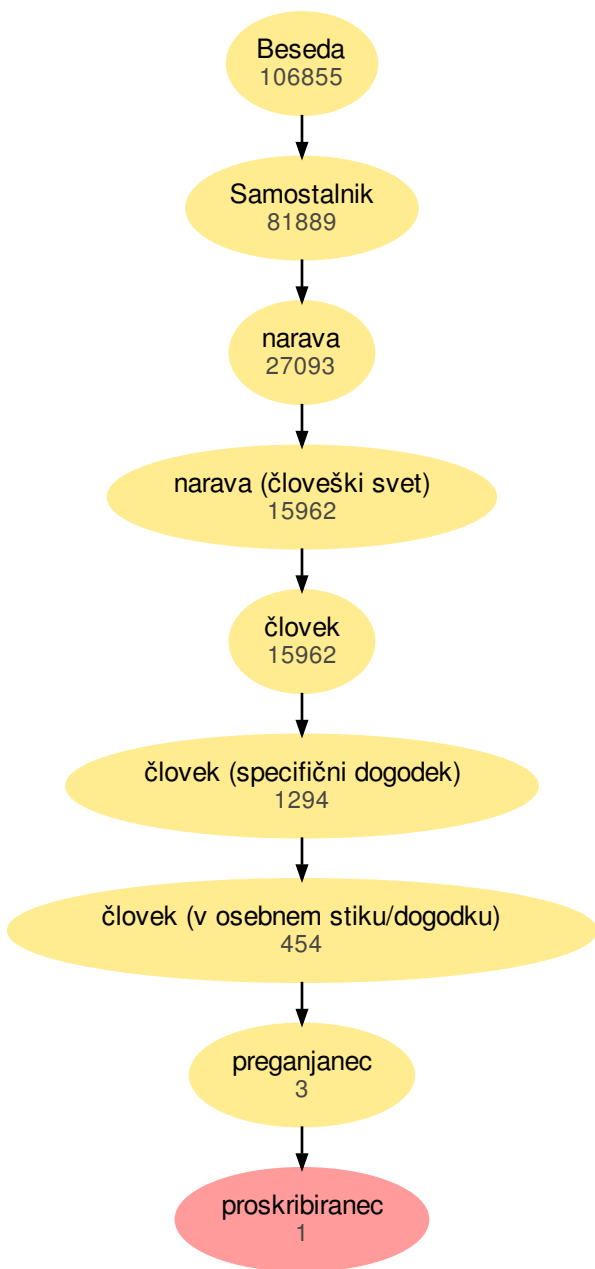 Beseda
106855
Samostalnik
81889
narava
27093
narava (človeški svet)
15962
človek
15962
človek (specifični dogodek)
1294
človek (v osebnem stiku/dogodku)
454
preganjanec
3
proskribiranec
1